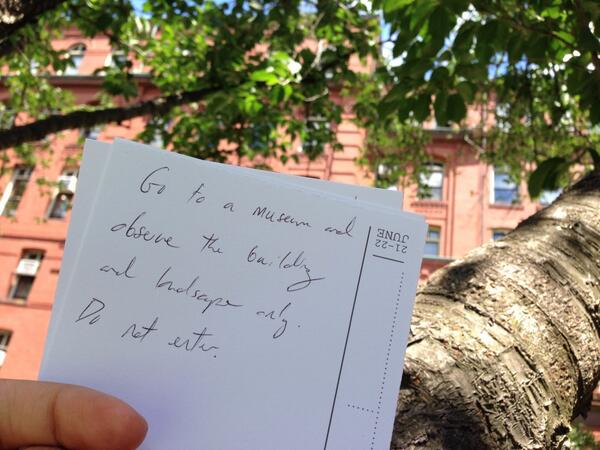 Go to a museum and
observe the building
and landscape only.
Do not enter.
21-22
JUNE